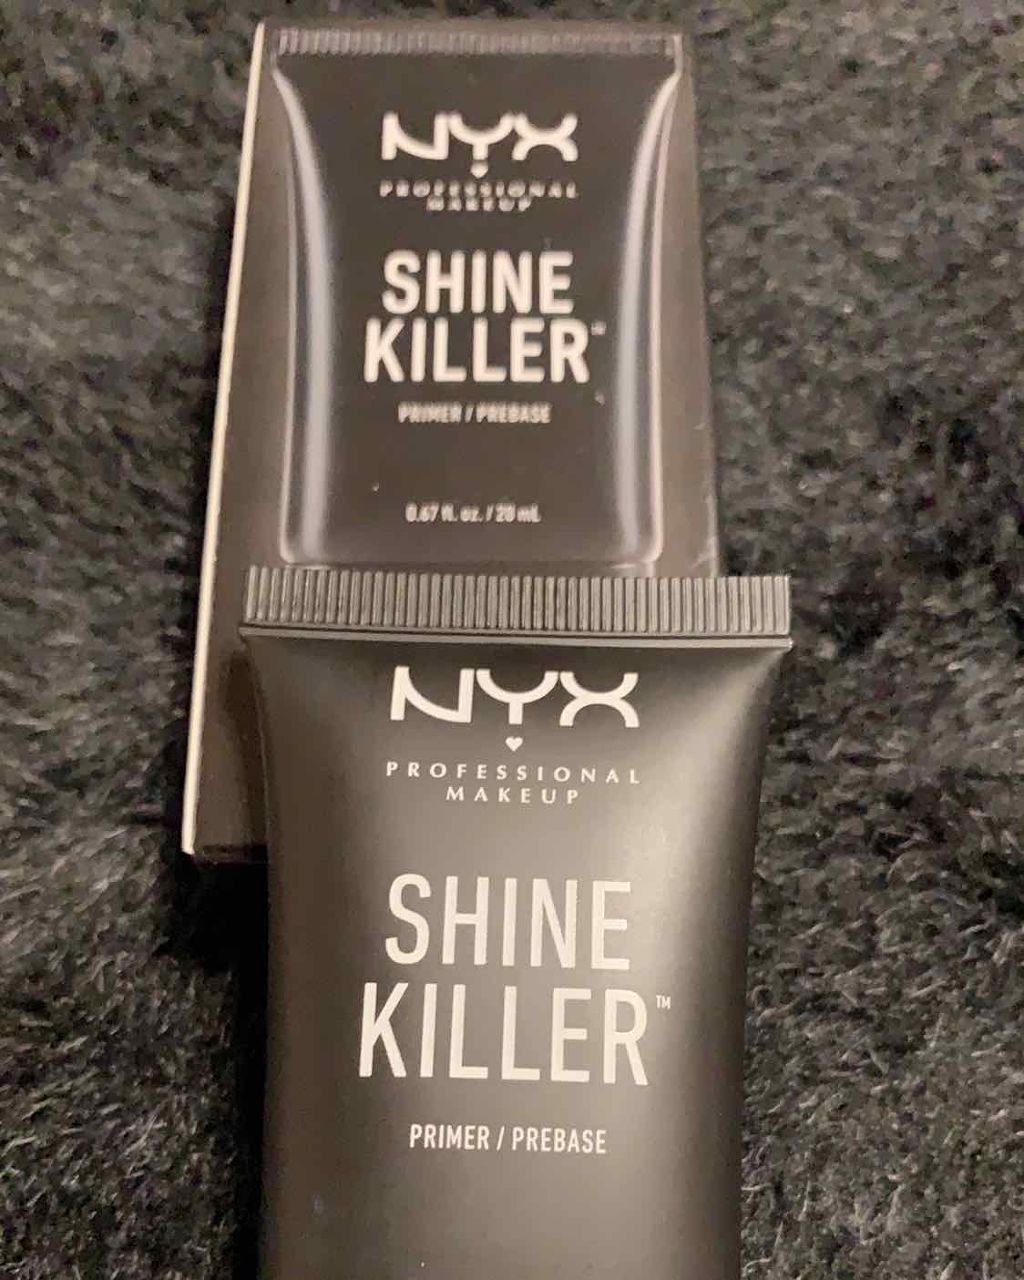 NYX
PROFESSIONAL
MAKEUP
SHINE
KILLER™
PRIMER / PREBASE
0.67 fl. oz. / 20 mL
NYX
PROFESSIONAL
MAKEUP
SHINE
KILLER™
PRIMER / PREBASE